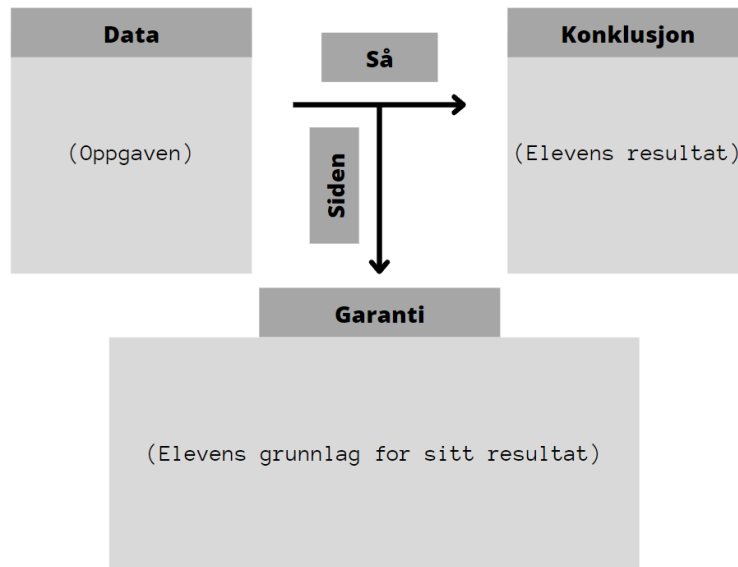 Data
Så
Konklusjon
(Oppgaven)
Siden
(Elevens resultat)
Garanti
(Elevens grunnlag for sitt resultat)